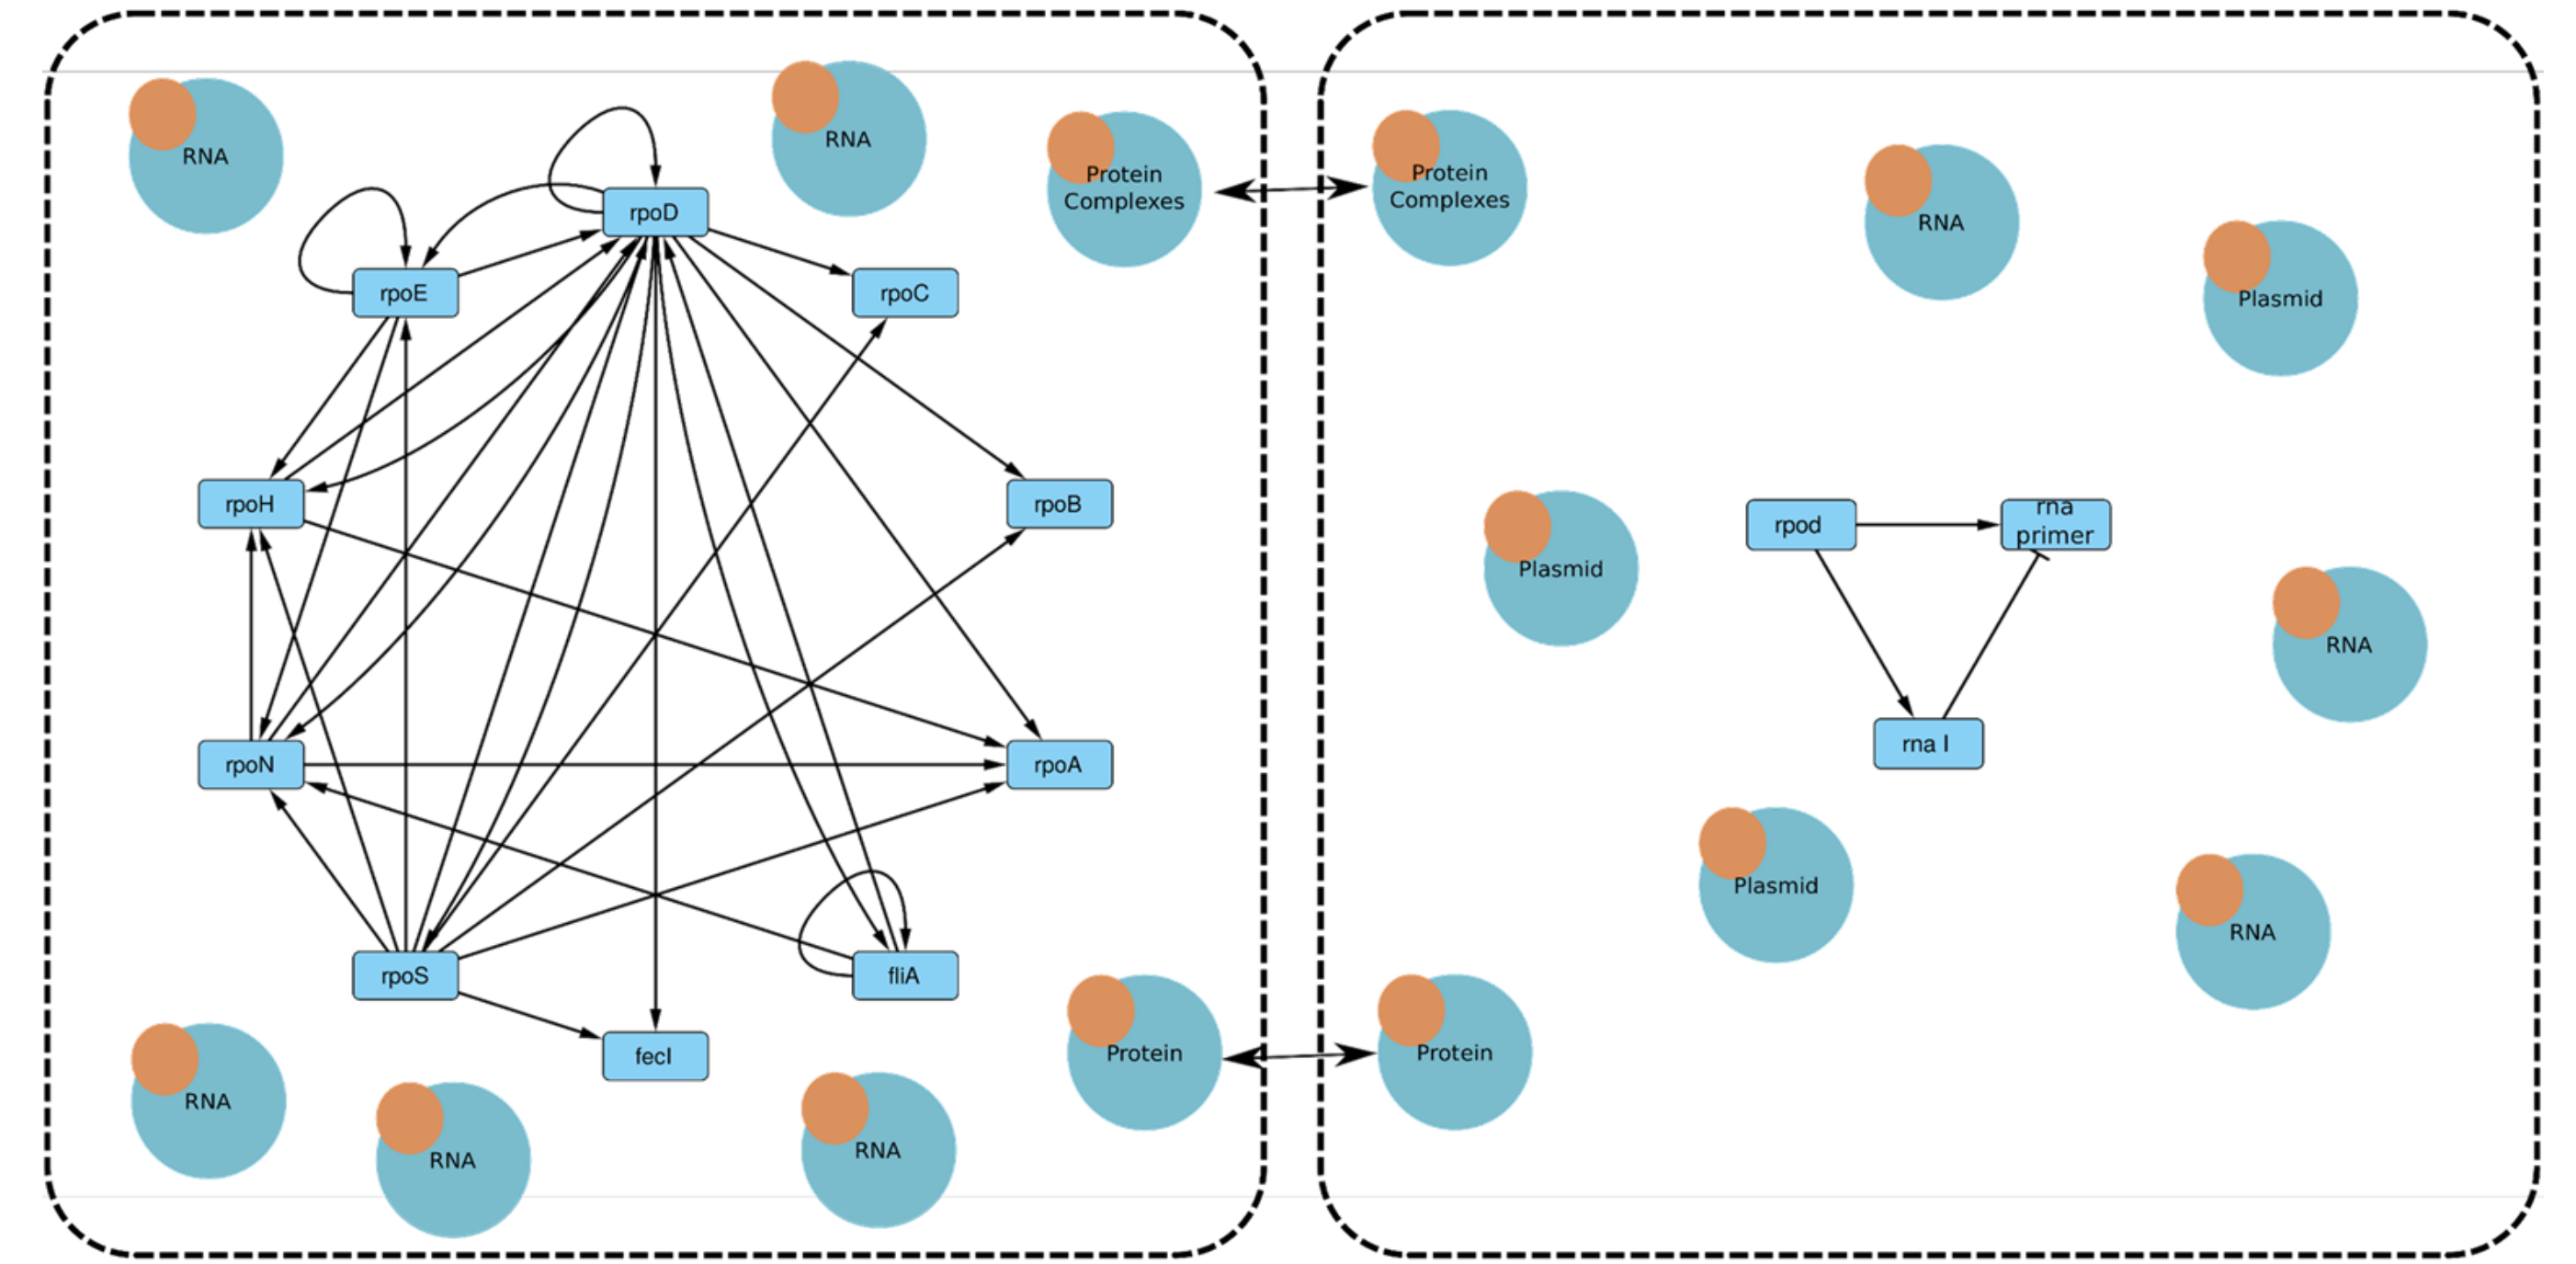 RNA
RNA
Protein
Complexes
Protein
Complexes
RNA
Plasmid
rpoD
rpoE
rpoC
rpoH
rpoB
rpoN
rpoA
rpoS
fliA
fecI
Plasmid
rpod
rna
primer
rna I
RNA
Plasmid
RNA
RNA
RNA
RNA
Protein
Protein